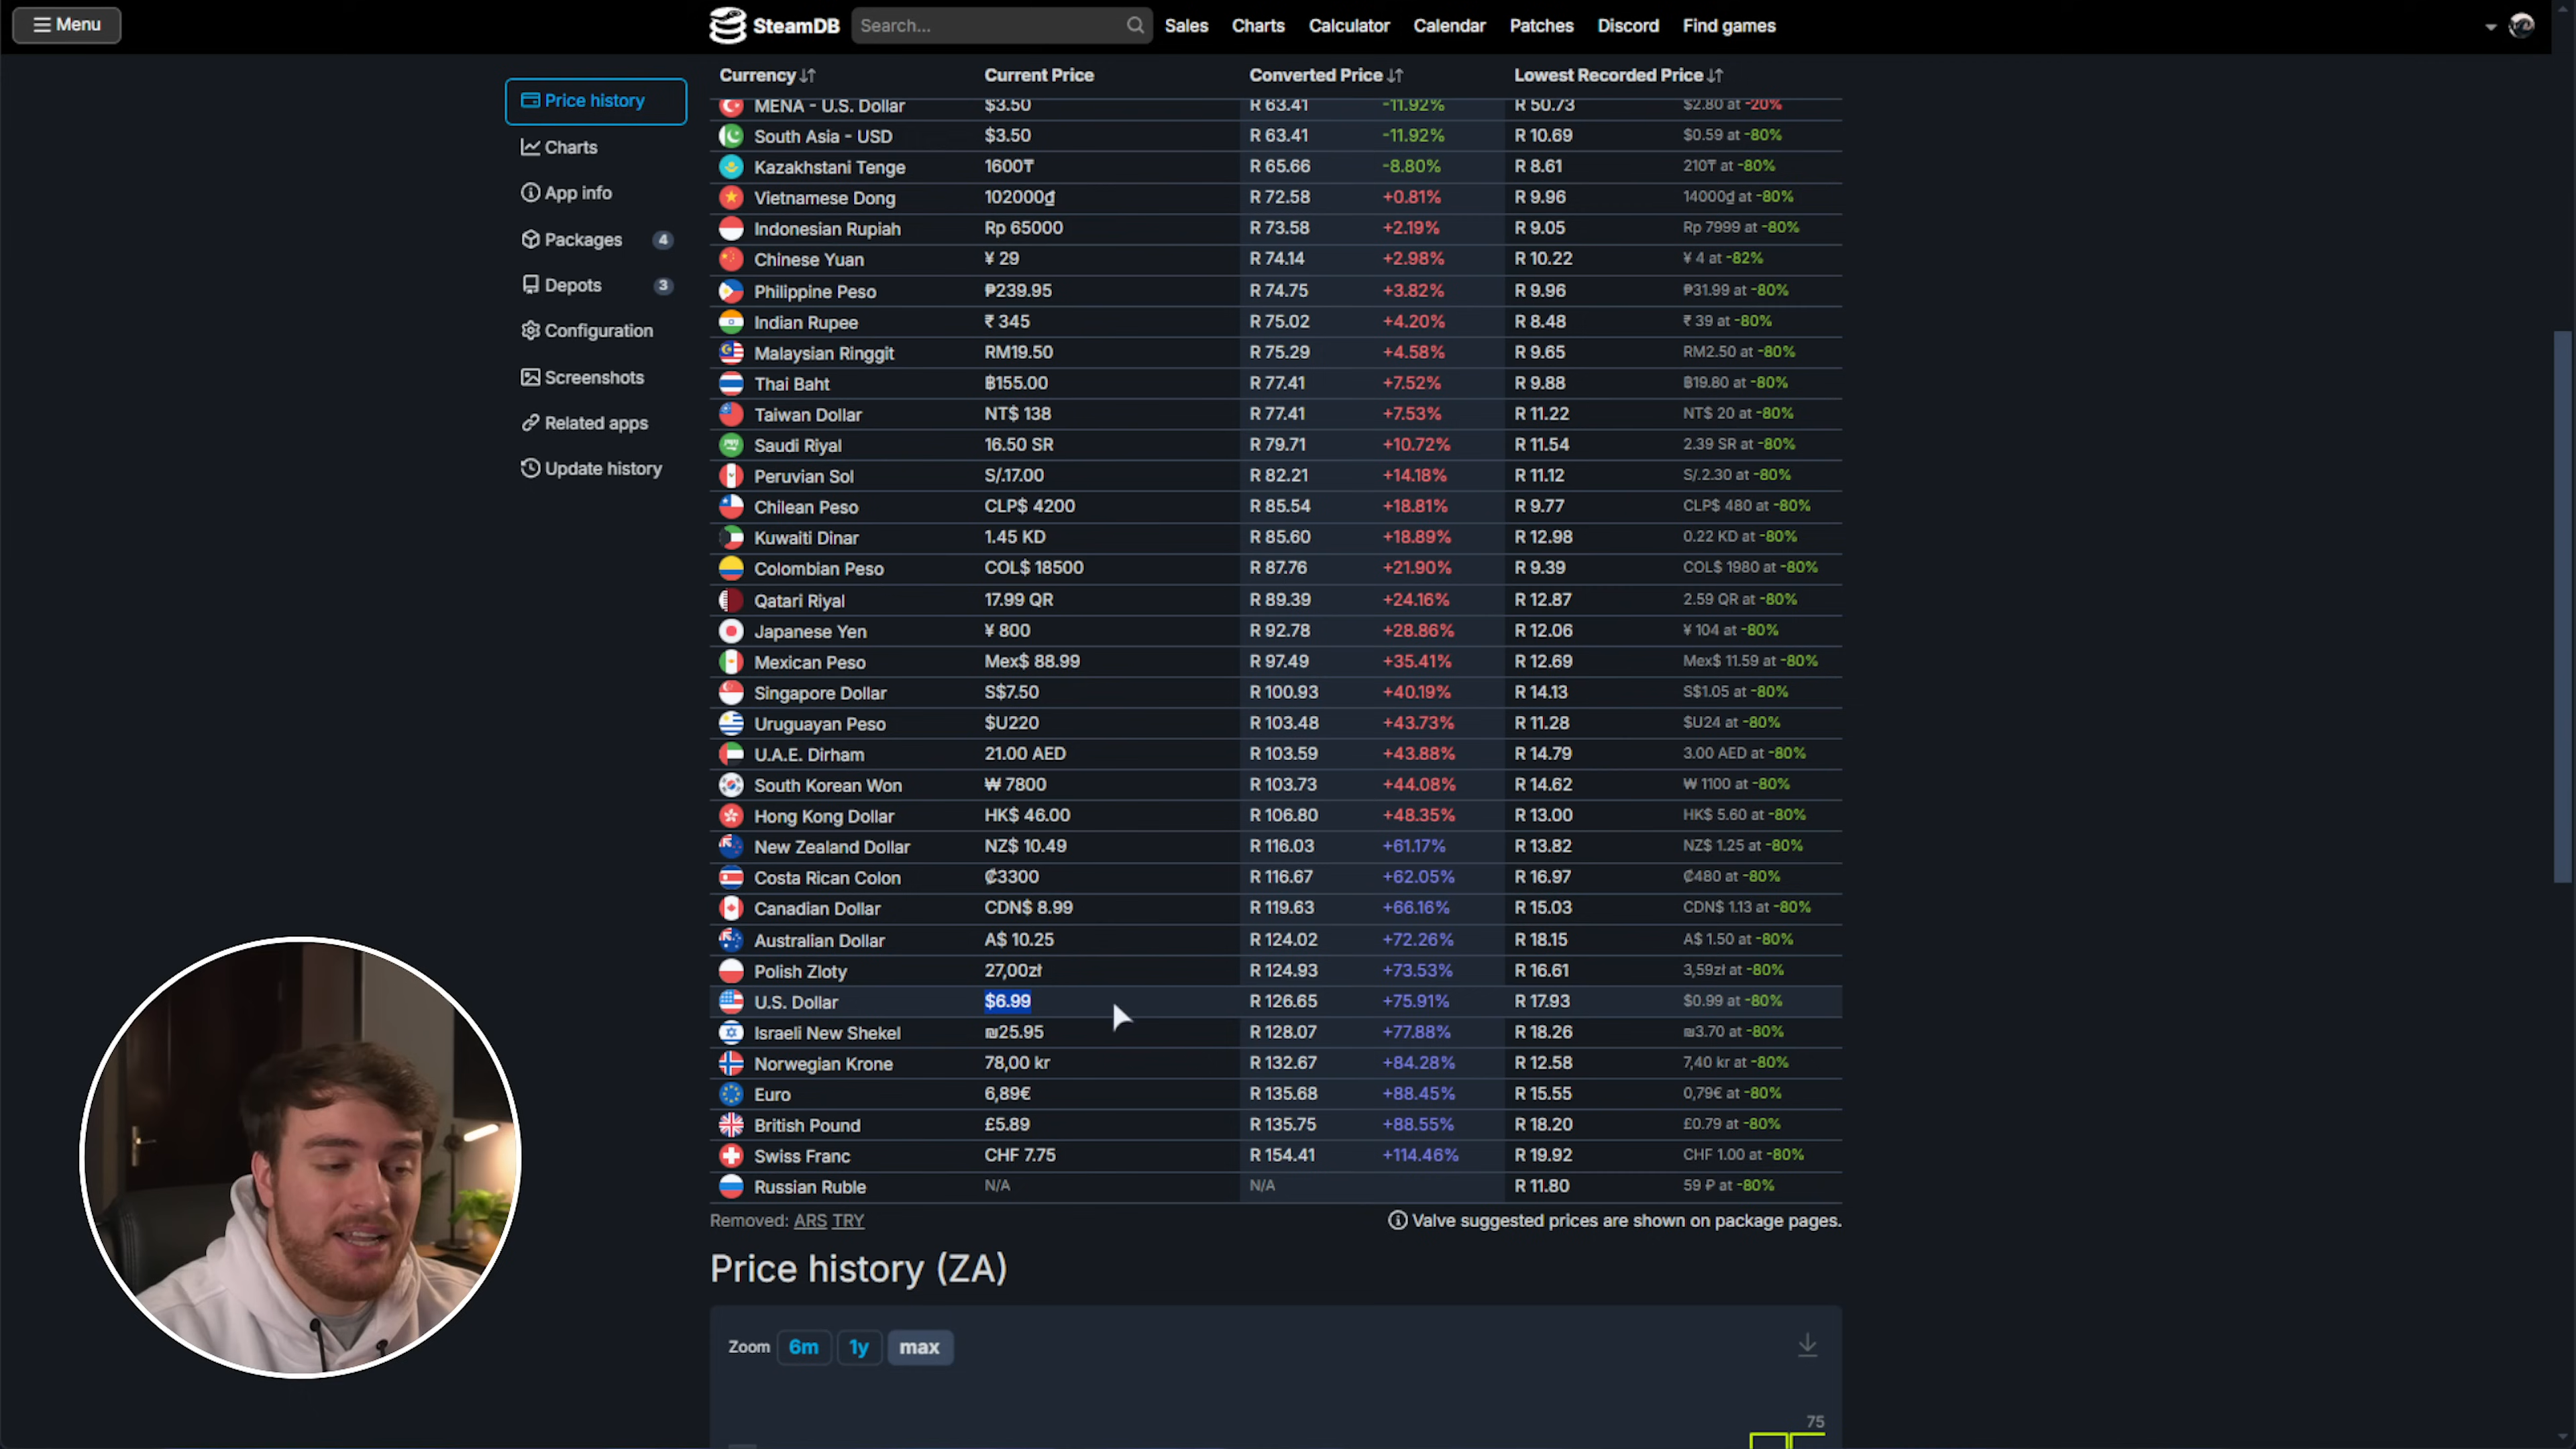 Menu
SteamDB Search... Sales Charts Calculator Calendar Patches Discord Find games
Price history
Charts
App info
Packages 4
Depots 3
Configuration
Screenshots
Related apps
Update history
Currency Current Price Converted Price Lowest Recorded Price
MENA - U.S. Dollar $3.50 R 63.41 -11.92% R 50.73 $2.80 at -20%
South Asia - USD $3.50 R 63.41 -11.92% R 10.69 $0.59 at -80%
Kazakhstani Tenge 1600₸ R 65.66 -8.80% R 8.61 210₸ at -80%
Vietnamese Dong 102000₫ R 72.58 +0.81% R 9.96 14000₫ at -80%
Indonesian Rupiah Rp 65000 R 73.58 +2.19% R 9.05 Rp 7999 at -80%
Chinese Yuan ¥ 29 R 74.14 +2.98% R 10.22 ¥ 4 at -82%
Philippine Peso ₱239.95 R 74.75 +3.82% R 9.96 ₱31.99 at -80%
Indian Rupee ₹ 345 R 75.02 +4.20% R 8.48 ₹ 39 at -80%
Malaysian Ringgit RM19.50 R 75.29 +4.58% R 9.65 RM2.50 at -80%
Thai Baht ฿155.00 R 77.41 +7.52% R 9.88 ฿19.80 at -80%
Taiwan Dollar NT$ 138 R 77.41 +7.53% R 11.22 NT$ 20 at -80%
Saudi Riyal 16.50 SR R 79.71 +10.72% R 11.54 2.39 SR at -80%
Peruvian Sol S/.17.00 R 82.21 +14.18% R 11.12 S/.2.30 at -80%
Chilean Peso CLP$ 4200 R 85.54 +18.81% R 9.77 CLP$ 480 at -80%
Kuwaiti Dinar 1.45 KD R 85.60 +18.89% R 12.98 0.22 KD at -80%
Colombian Peso COL$ 18500 R 87.76 +21.90% R 9.39 COL$ 1980 at -80%
Qatari Riyal 17.99 QR R 89.39 +24.16% R 12.87 2.59 QR at -80%
Japanese Yen ¥ 800 R 92.78 +28.86% R 12.06 ¥ 104 at -80%
Mexican Peso Mex$ 88.99 R 97.49 +35.41% R 12.69 Mex$ 11.59 at -80%
Singapore Dollar S$7.50 R 100.93 +40.19% R 14.13 S$1.05 at -80%
Uruguayan Peso $U220 R 103.48 +43.73% R 11.28 $U24 at -80%
U.A.E. Dirham 21.00 AED R 103.59 +43.88% R 14.79 3.00 AED at -80%
South Korean Won ₩ 7800 R 103.73 +44.08% R 14.62 ₩ 1100 at -80%
Hong Kong Dollar HK$ 46.00 R 106.80 +48.35% R 13.00 HK$ 5.60 at -80%
New Zealand Dollar NZ$ 10.49 R 116.03 +61.17% R 13.82 NZ$ 1.25 at -80%
Costa Rican Colon ₡3300 R 116.67 +62.05% R 16.97 ₡480 at -80%
Canadian Dollar CDN$ 8.99 R 119.63 +66.16% R 15.03 CDN$ 1.13 at -80%
Australian Dollar A$ 10.25 R 124.02 +72.26% R 18.15 A$ 1.50 at -80%
Polish Zloty 27,00zł R 124.93 +73.53% R 16.61 3,59zł at -80%
U.S. Dollar $6.99 R 126.65 +75.91% R 17.93 $0.99 at -80%
Israeli New Shekel ₪25.95 R 128.07 +77.88% R 18.26 ₪3.70 at -80%
Norwegian Krone 78,00 kr R 132.67 +84.28% R 12.58 7,40 kr at -80%
Euro 6,89€ R 135.68 +88.45% R 15.55 0,79€ at -80%
British Pound £5.89 R 135.75 +88.55% R 18.20 £0.79 at -80%
Swiss Franc CHF 7.75 R 154.41 +114.46% R 19.92 CHF 1.00 at -80%
Russian Ruble N/A N/A R 11.80 59 ₽ at -80%
Removed: ARS TRY Valve suggested prices are shown on package pages.
Price history (ZA)
Zoom 6m 1y max
75